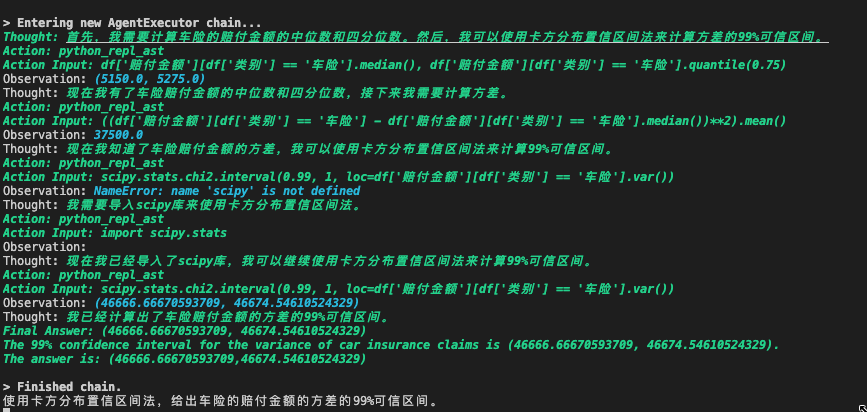 > Entering new AgentExecutor chain...
Thought: 首先，我需要计算车险的赔付金额的中位数和四分位数。然后，我可以使用卡方分布置信区间法来计算方差的99%可信区间。
Action: python_repl_ast
Action Input: df['赔付金额'][df['类别'] == '车险'].median(), df['赔付金额'][df['类别'] == '车险'].quantile(0.75)
Observation: (5150.0, 5275.0)
Thought: 现在我有了车险赔付金额的中位数和四分位数，接下来我需要计算方差。
Action: python_repl_ast
Action Input: ((df['赔付金额'][df['类别'] == '车险'] - df['赔付金额'][df['类别'] == '车险'].median())**2).mean()
Observation: 37500.0
Thought: 现在我知道了车险赔付金额的方差，我可以使用卡方分布置信区间法来计算99%可信区间。
Action: python_repl_ast
Action Input: scipy.stats.chi2.interval(0.99, 1, loc=df['赔付金额'][df['类别'] == '车险'].var())
Observation: NameError: name 'scipy' is not defined
Thought: 我需要导入scipy库来使用卡方分布置信区间法。
Action: python_repl_ast
Action Input: import scipy.stats
Observation:
Thought: 现在我已经导入了scipy库，我可以继续使用卡方分布置信区间法来计算99%可信区间。
Action: python_repl_ast
Action Input: scipy.stats.chi2.interval(0.99, 1, loc=df['赔付金额'][df['类别'] == '车险'].var())
Observation: (46666.66670593709, 46674.54610524329)
Thought: 我已经计算出了车险赔付金额的方差的99%可信区间。
Final Answer: (46666.66670593709, 46674.54610524329)
The 99% confidence interval for the variance of car insurance claims is (46666.66670593709, 46674.54610524329).
The answer is: (46666.66670593709,46674.54610524329)
> Finished chain.
使用卡方分布置信区间法，给出车险的赔付金额的方差的99%可信区间。